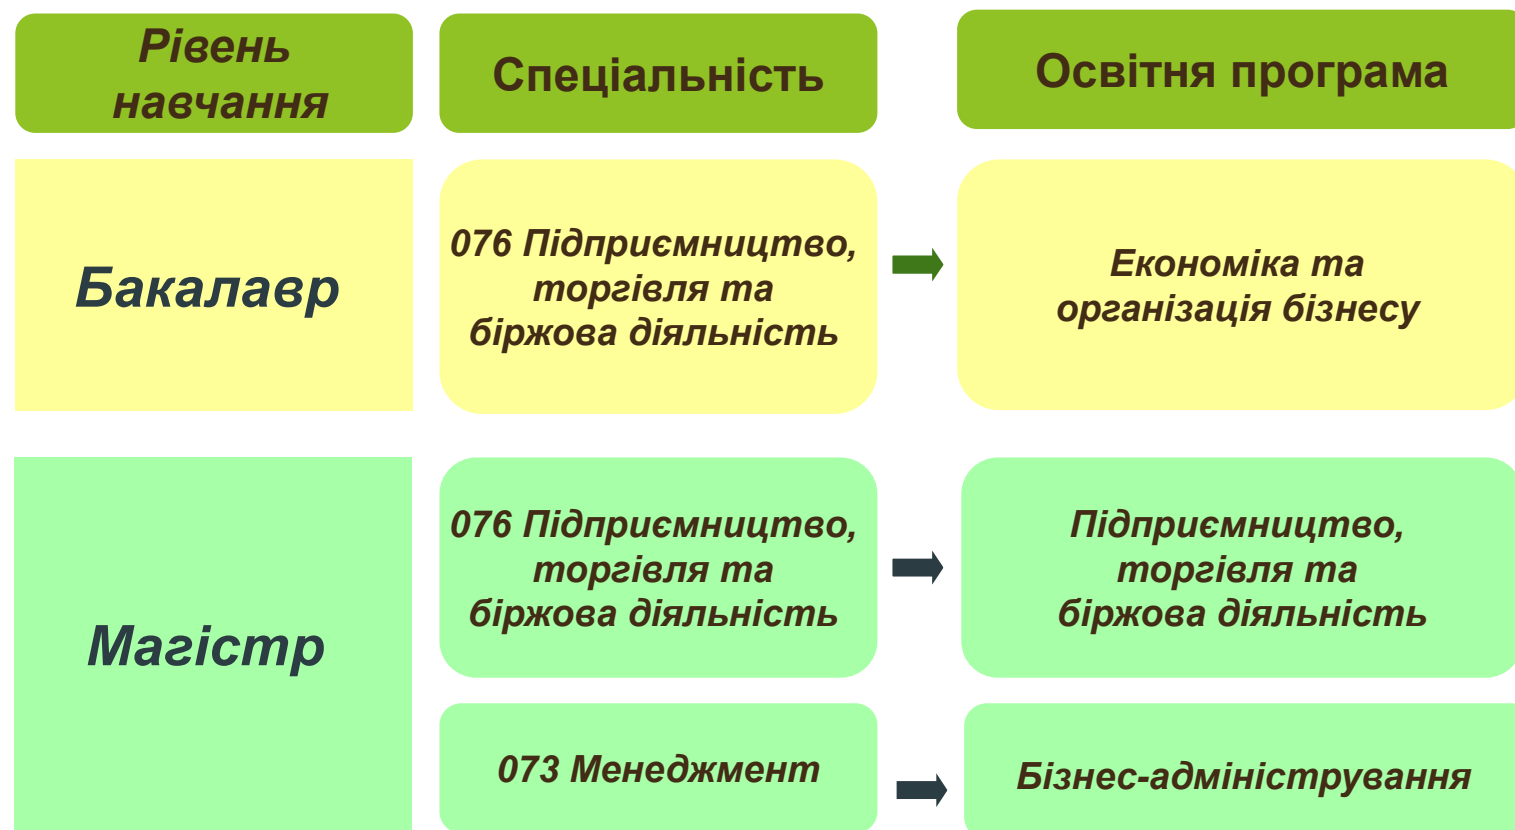 Рівень
навчання
Спеціальність
Освітня програма
Бакалавр
076 Підприємництво,
торгівля та
біржова діяльність
Економіка та
організація бізнесу
Магістр
076 Підприємництво,
торгівля та
біржова діяльність
Підприємництво,
торгівля та
біржова діяльність
073 Менеджмент
Бізнес-адміністрування